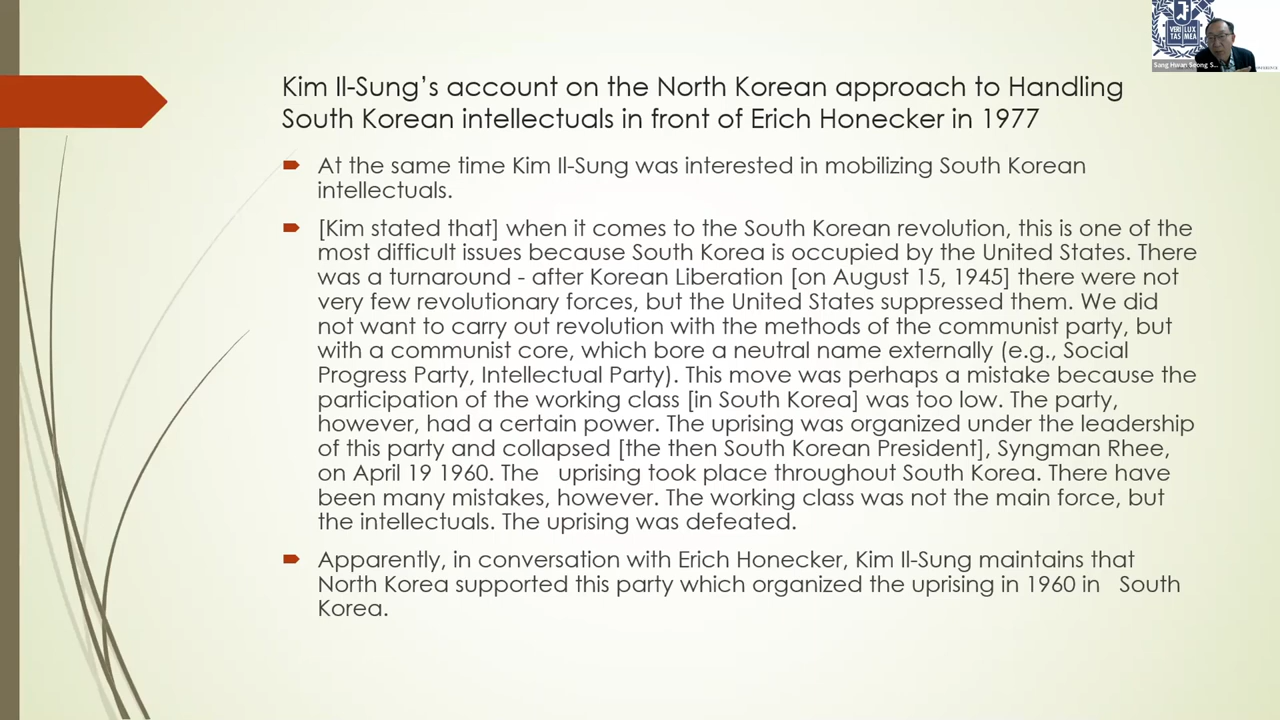 VERI LUX
TAS MEA
Sang Hwan Seong S...
Kim Il-Sung's account on the North Korean approach to Handling
South Korean intellectuals in front of Erich Honecker in 1977
At the same time Kim Il-Sung was interested in mobilizing South Korean
intellectuals.
[Kim stated that] when it comes to the South Korean revolution, this is one of the
most difficult issues because South Korea is occupied by the United States. There
was a turnaround - after Korean Liberation [on August 15, 1945] there were not
very few revolutionary forces, but the United States suppressed them. We did
not want to carry out revolution with the methods of the communist party, but
with a communist core, which bore a neutral name externally (e.g., Social
Progress Party, Intellectual Party). This move was perhaps a mistake because the
participation of the working class [in South Korea] was too low. The party,
however, had a certain power. The uprising was organized under the leadership
of this party and collapsed [the then South Korean President], Syngman Rhee,
on April 19 1960. The uprising took place throughout South Korea. There have
been many mistakes, however. The working class was not the main force, but
the intellectuals. The uprising was defeated.
Apparently, in conversation with Erich Honecker, Kim Il-Sung maintains that
North Korea supported this party which organized the uprising in 1960 in South
Korea.